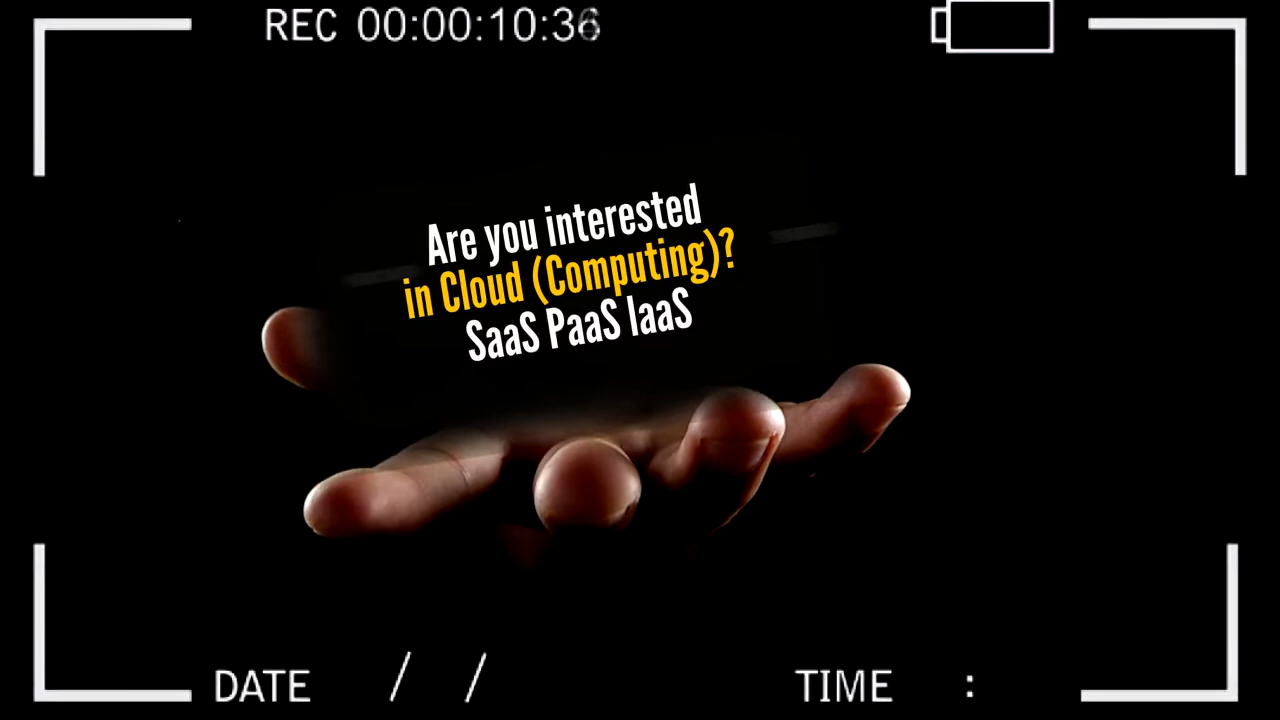 REC 00:00:10:36
Are you interested
in Cloud (Computing)?
SaaS PaaS IaaS
DATE / /
TIME :